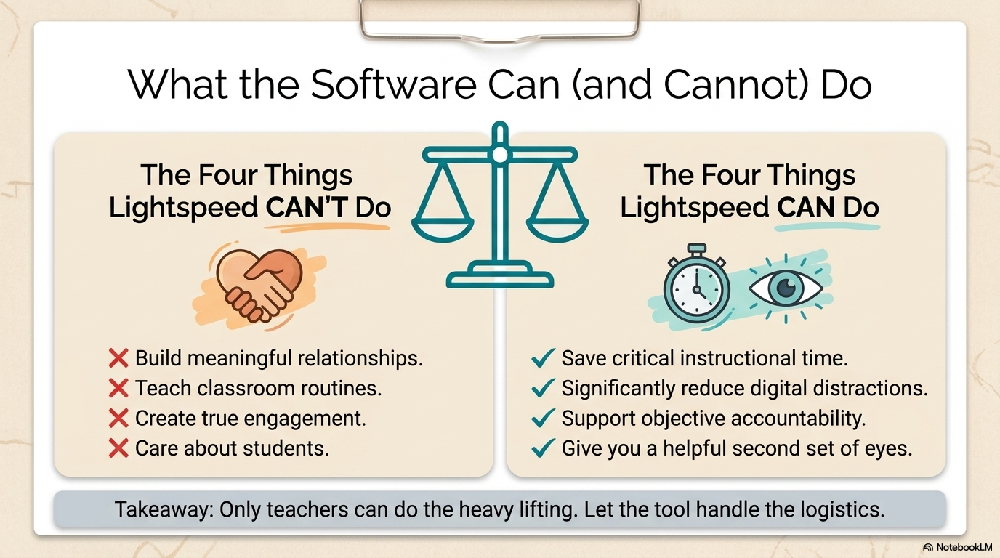 What the Software Can (and Cannot) Do
The Four Things
Lightspeed CAN'T Do
Build meaningful relationships.
Teach classroom routines.
Create true engagement.
Care about students.
The Four Things
Lightspeed CAN Do
Save critical instructional time.
Significantly reduce digital distractions.
Support objective accountability.
Give you a helpful second set of eyes.
Takeaway: Only teachers can do the heavy lifting. Let the tool handle the logistics.
NotebookLM